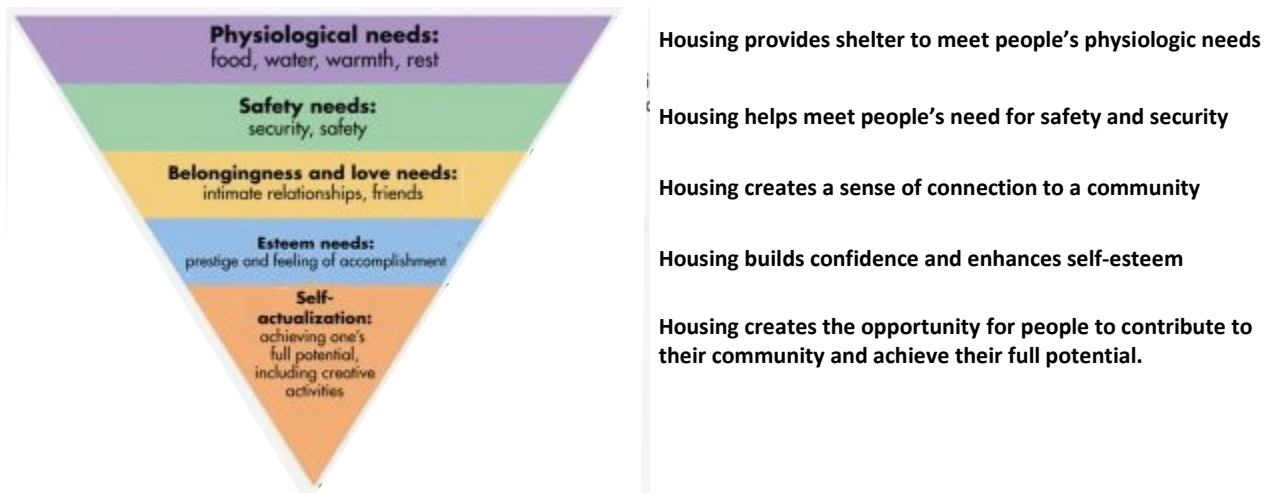 Physiological needs:
food, water, warmth, rest
Safety needs:
security, safety
Belongingness and love needs:
intimate relationships, friends
Esteem needs:
prestige and feeling of accomplishment
Self-
actualization:
achieving one's
full potential,
including creative
activities
Housing provides shelter to meet people's physiologic needs
Housing helps meet people's need for safety and security
Housing creates a sense of connection to a community
Housing builds confidence and enhances self-esteem
Housing creates the opportunity for people to contribute to
their community and achieve their full potential.